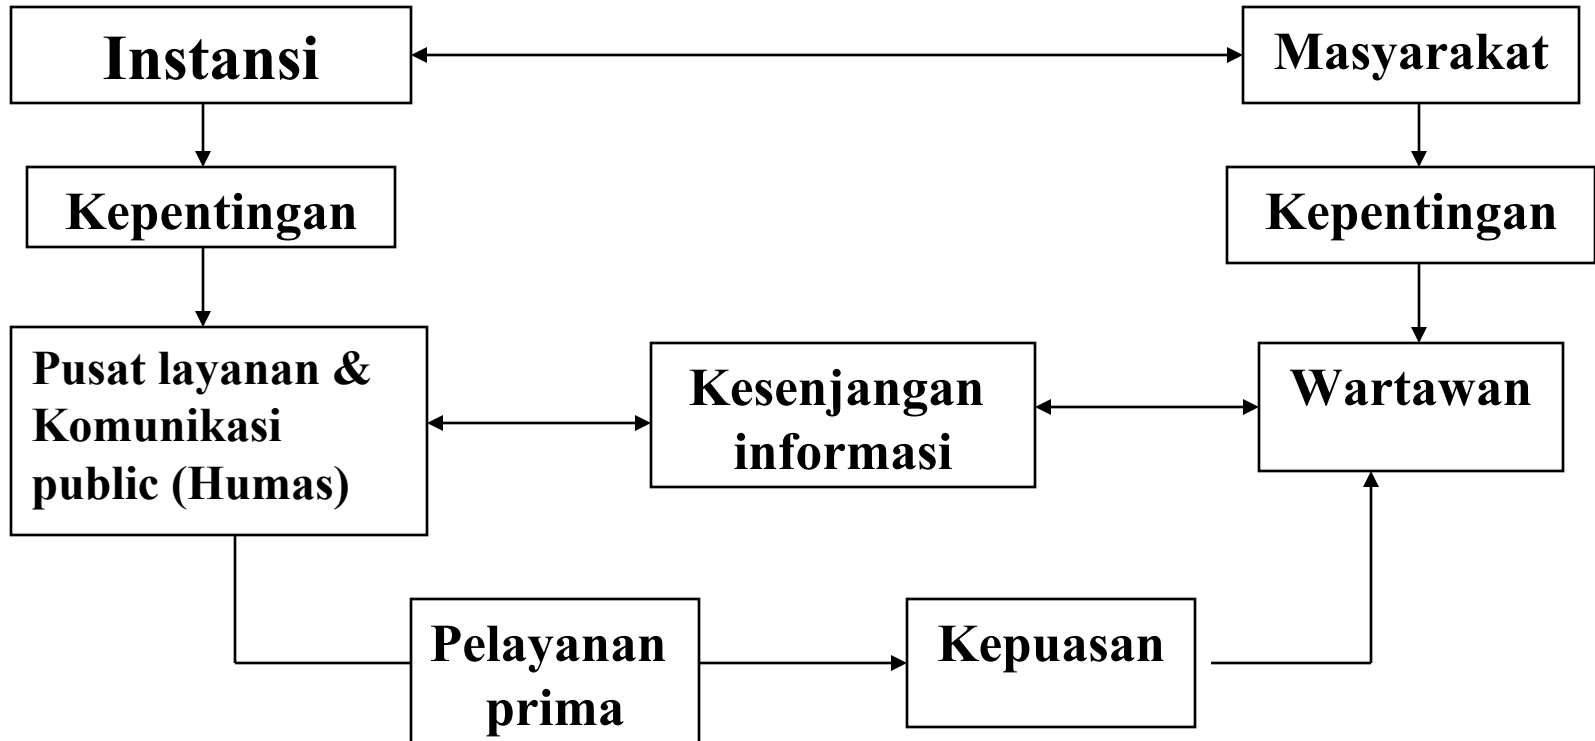 Instansi
Masyarakat
Kepentingan
Kepentingan
Pusat layanan &
Komunikasi
public (Humas)
Kesenjangan
informasi
Wartawan
Pelayanan
prima
Kepuasan